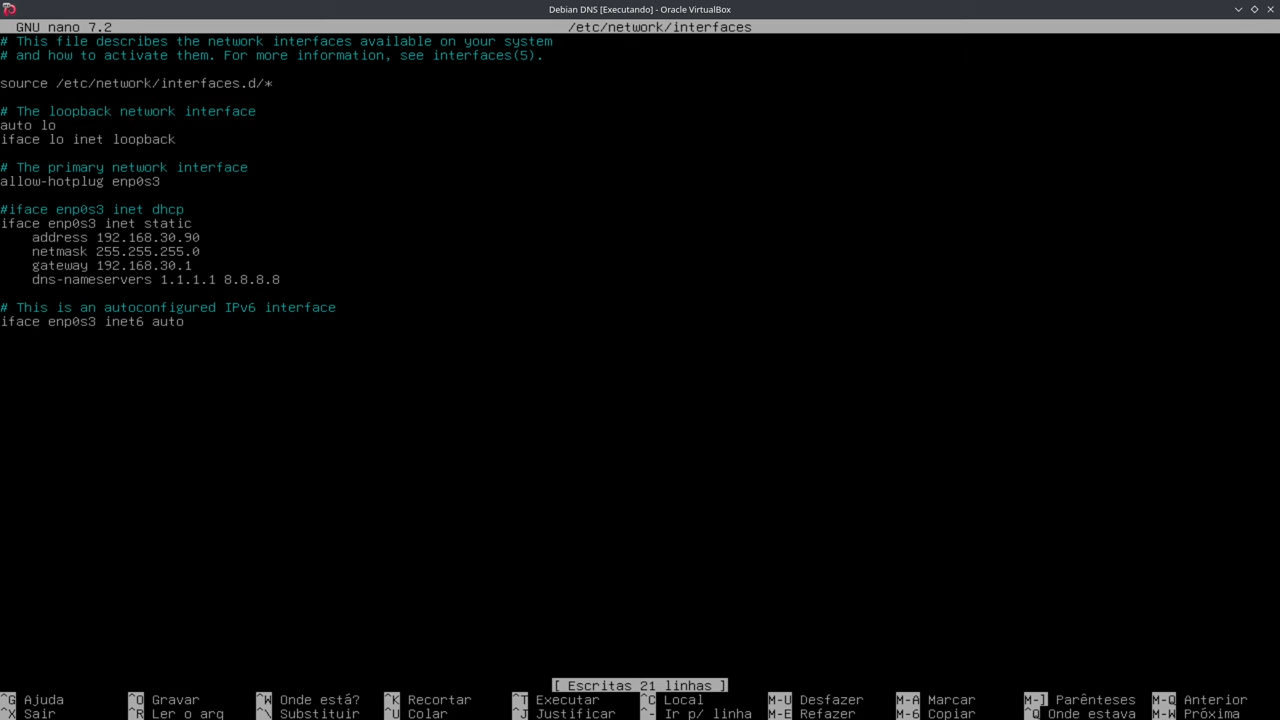 Debian DNS [Executando] - Oracle VirtualBox
GNU nano 7.2 /etc/network/interfaces
# This file describes the network interfaces available on your system
# and how to activate them. For more information, see interfaces(5).
source /etc/network/interfaces.d/*
# The loopback network interface
auto lo
iface lo inet loopback
# The primary network interface
allow-hotplug enp0s3
#iface enp0s3 inet dhcp
iface enp0s3 inet static
address 192.168.30.90
netmask 255.255.255.0
gateway 192.168.30.1
dns-nameservers 1.1.1.1 8.8.8.8
# This is an autoconfigured IPv6 interface
iface enp0s3 inet6 auto
[ Escritas 21 linhas ]
^G Ajuda ^O Gravar ^W Onde está? ^K Recortar ^T Executar ^C Local M-U Desfazer M-A Marcar M-] Parênteses M-Q Anterior
^X Sair ^R Ler o arq ^\ Substituir ^U Colar ^J Justificar ^- Ir p/ linha M-E Refazer M-6 Copiar ^Q Onde estava M-W Próxima